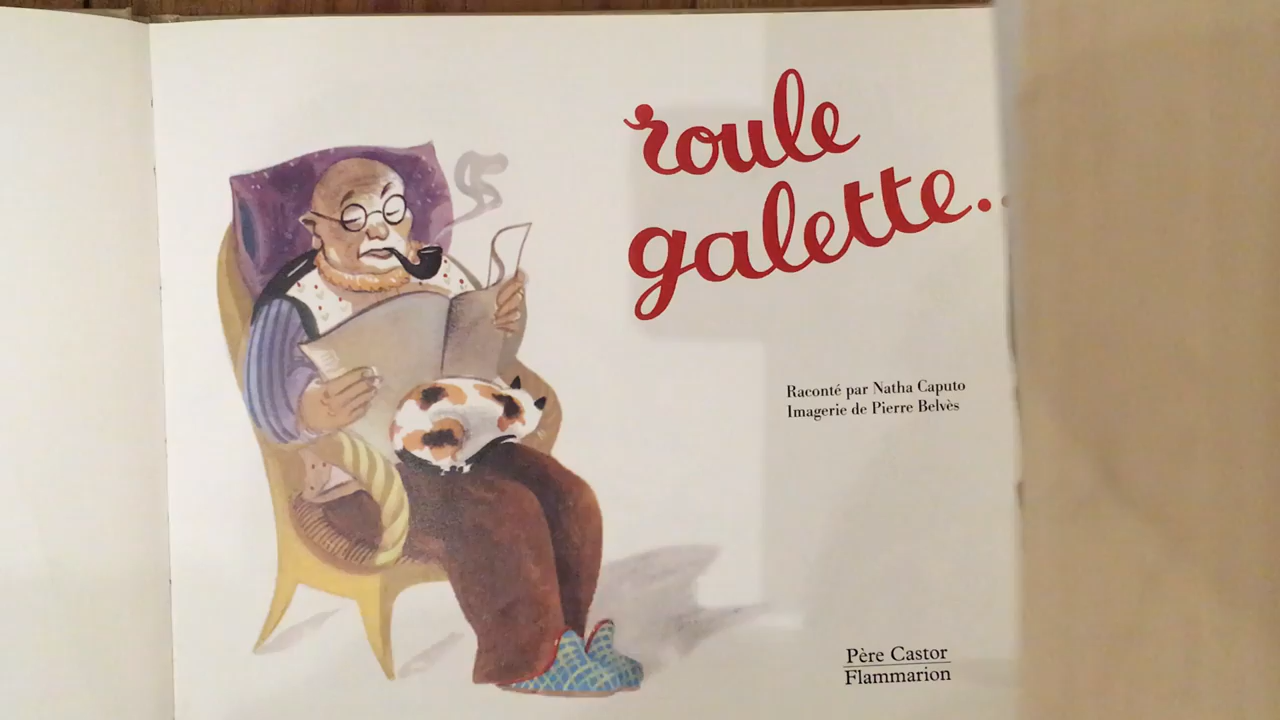 roule
galette.
Raconté par Natha Caputo
Imagerie de Pierre Belvès
Père Castor
Flammarion